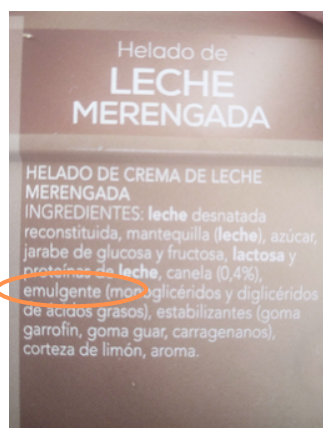 Helado de
LECHE
MERENGADA
HELADO DE CREMA DE LECHE
MERENGADA
INGREDIENTES: leche desnatada
reconstituida, mantequilla (leche), azúcar,
jarabe de glucosa y fructosa, lactosa y
proteínas de leche, canela (0,4%),
emulgente (monoglicéridos y diglicéridos
de ácidos grasos), estabilizantes (goma
garrofín, goma guar, carragenanos),
corteza de limón, aroma.